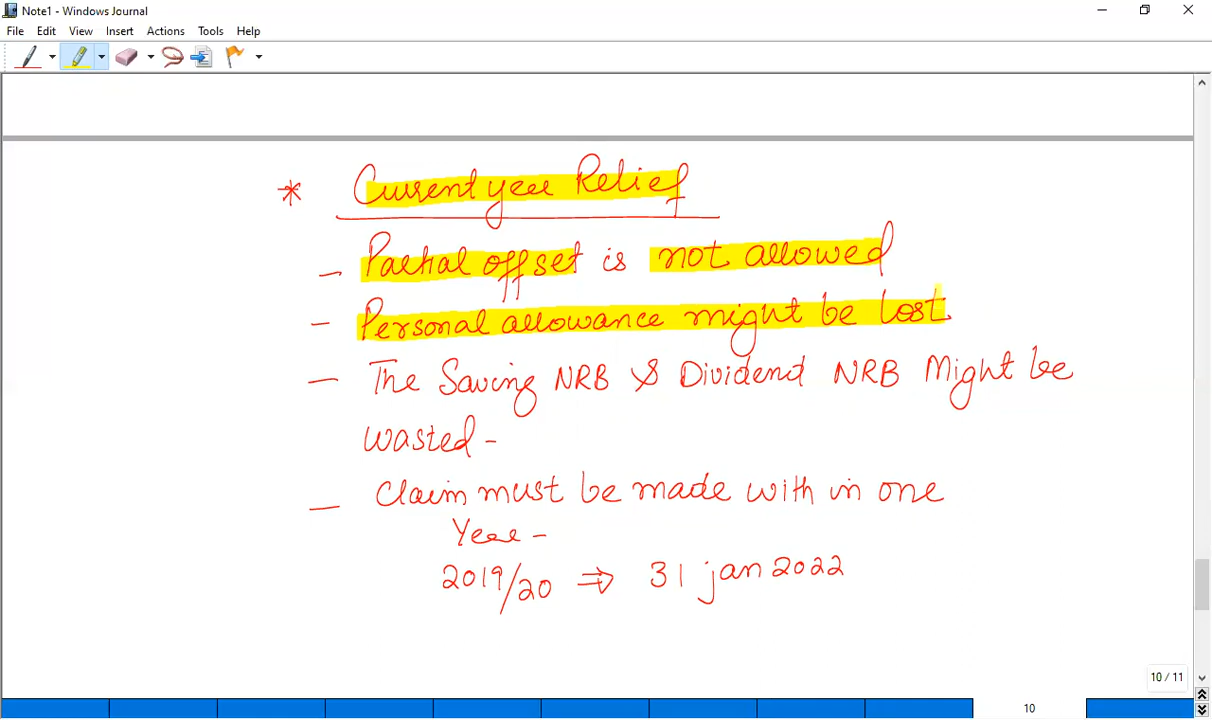 Note1 - Windows Journal
File Edit View Insert Actions Tools Help
* Current year Relief
- Partial offset is not allowed
- Personal allowance might be lost.
- The Saving NRB & Dividend NRB Might be
wasted -
- Claim must be made with in one
Year -
2019/20 ⇒ 31 jan 2022
10 / 11
10